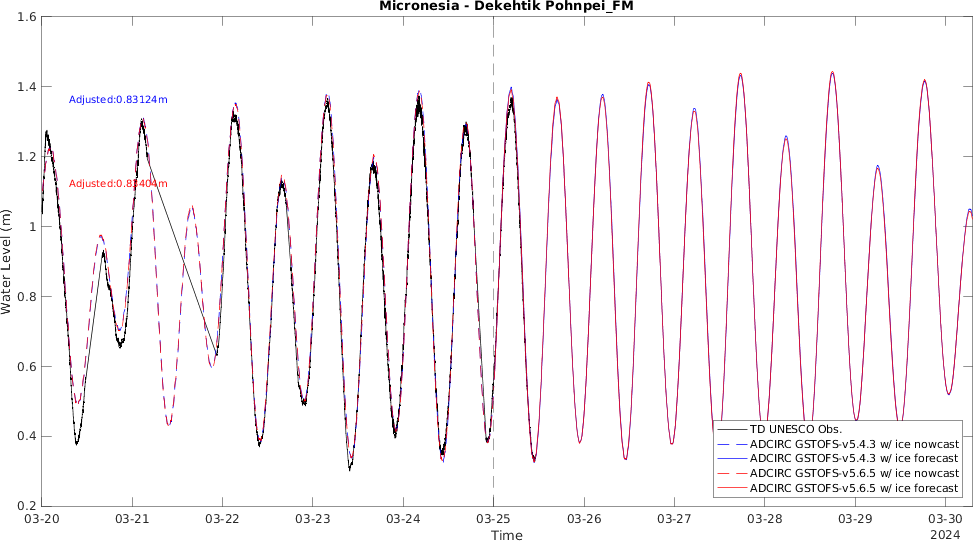 Micronesia - Dekehtik Pohnpei_FM
1.6
1.4
1.2
1
0.8
0.6
0.4
0.2
Water Level (m)
Adjusted:0.83124m
Adjusted:0.83404m
TD UNESCO Obs.
ADCIRC GSTOFS-v5.4.3 w/ ice nowcast
ADCIRC GSTOFS-v5.4.3 w/ ice forecast
ADCIRC GSTOFS-v5.6.5 w/ ice nowcast
ADCIRC GSTOFS-v5.6.5 w/ ice forecast
03-20 03-21 03-22 03-23 03-24 03-25 03-26 03-27 03-28 03-29 03-30
Time
2024